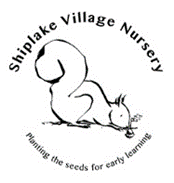 Shiplake Village Nursery
Planting the seeds for early learning